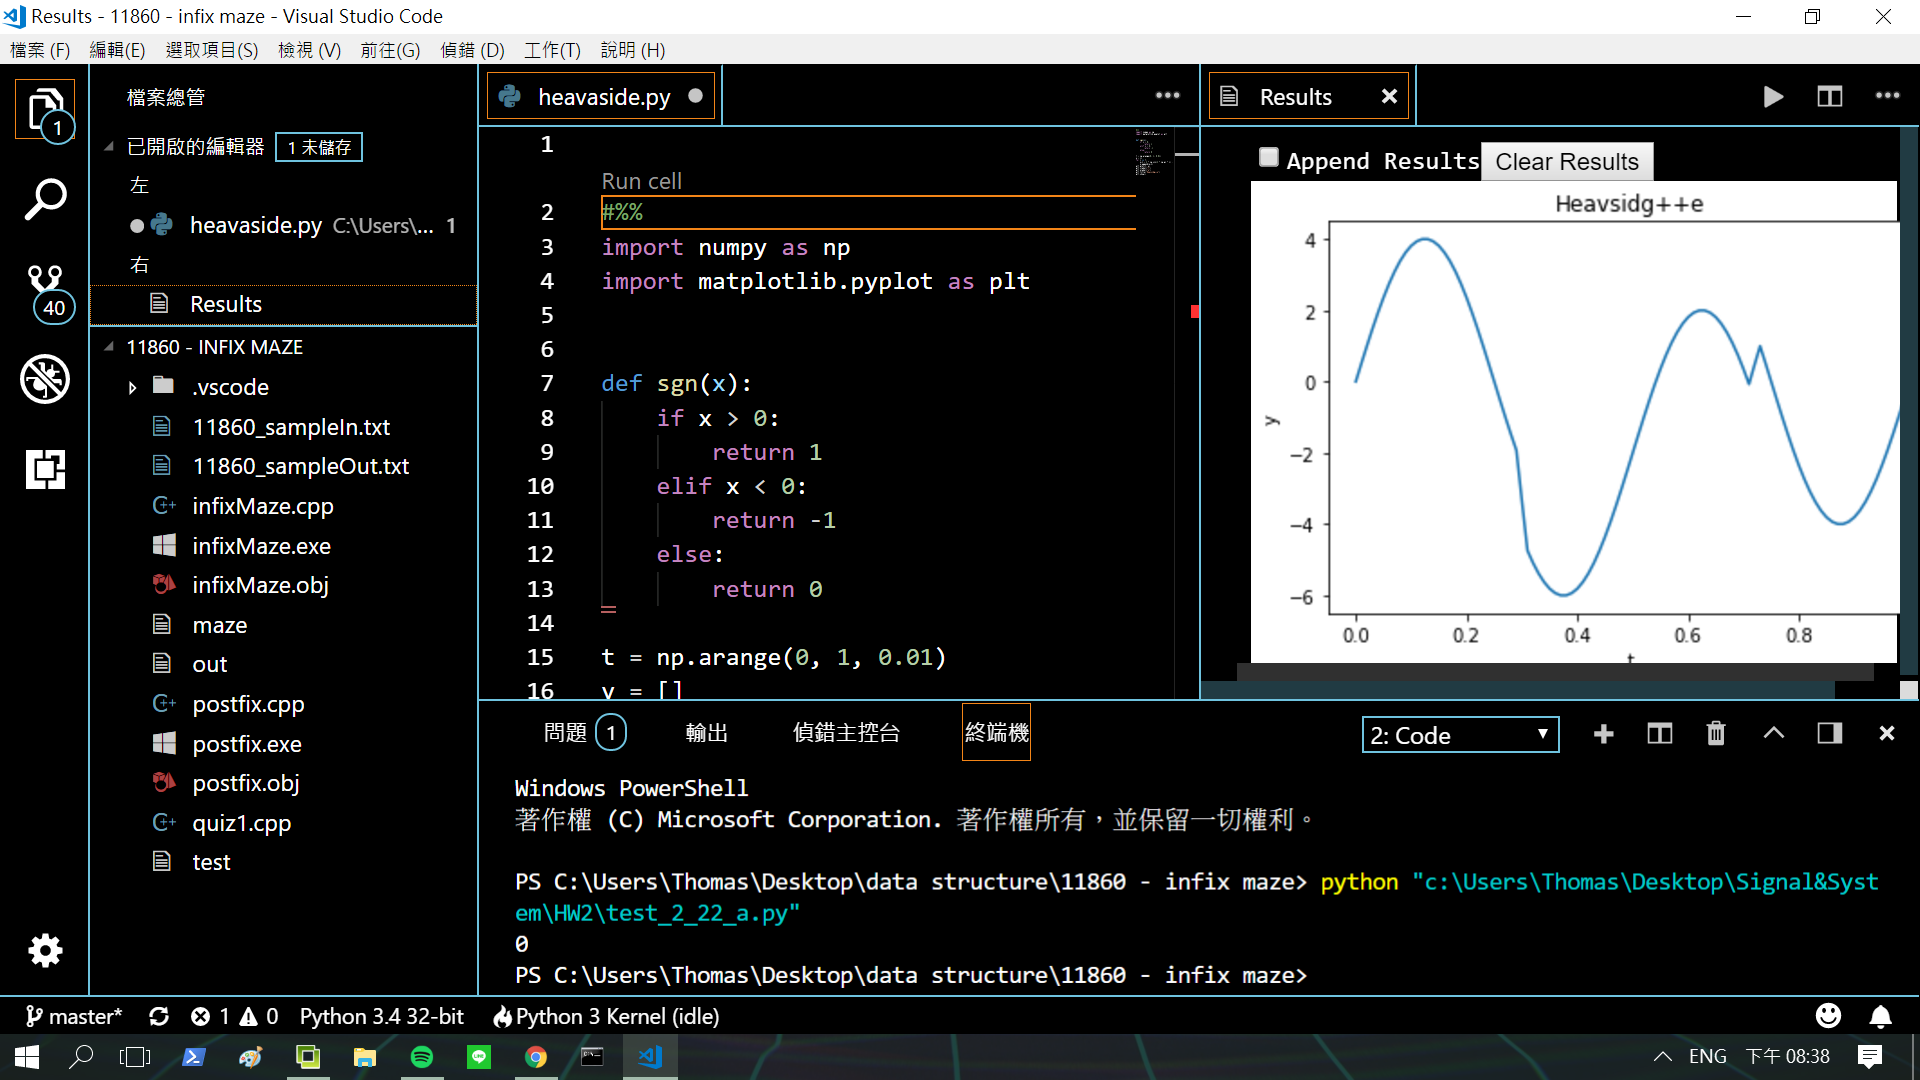 Results - 11860 - infix maze - Visual Studio Code
檔案 (F) 編輯(E) 選取項目(S) 檢視 (V) 前往(G) 偵錯 (D) 工作(T) 說明 (H)
1
40
檔案總管
已開啟的編輯器 1 未儲存
左
heavaside.py C:\Users\... 1
右
Results
11860 - INFIX MAZE
.vscode
11860_sampleIn.txt
11860_sampleOut.txt
infixMaze.cpp
infixMaze.exe
infixMaze.obj
maze
out
postfix.cpp
postfix.exe
postfix.obj
quiz1.cpp
test
heavaside.py
1
Run cell
2 #%%
3 import numpy as np
4 import matplotlib.pyplot as plt
5
6
7 def sgn(x):
8 if x > 0:
9 return 1
10 elif x < 0:
11 return -1
12 else:
13 return 0
14
15 t = np.arange(0, 1, 0.01)
16 y = []
Results
Append Results Clear Results
Heavsidg++e
4
2
0
−2
−4
−6
y
0.0 0.2 0.4 0.6 0.8
t
問題 1 輸出 偵錯主控台 終端機 2: Code
Windows PowerShell
著作權 (C) Microsoft Corporation. 著作權所有，並保留一切權利。
PS C:\Users\Thomas\Desktop\data structure\11860 - infix maze> python "c:\Users\Thomas\Desktop\Signal&Syst
em\HW2\test_2_22_a.py"
0
PS C:\Users\Thomas\Desktop\data structure\11860 - infix maze>
master* 1 0 Python 3.4 32-bit Python 3 Kernel (idle)
ENG 下午 08:38